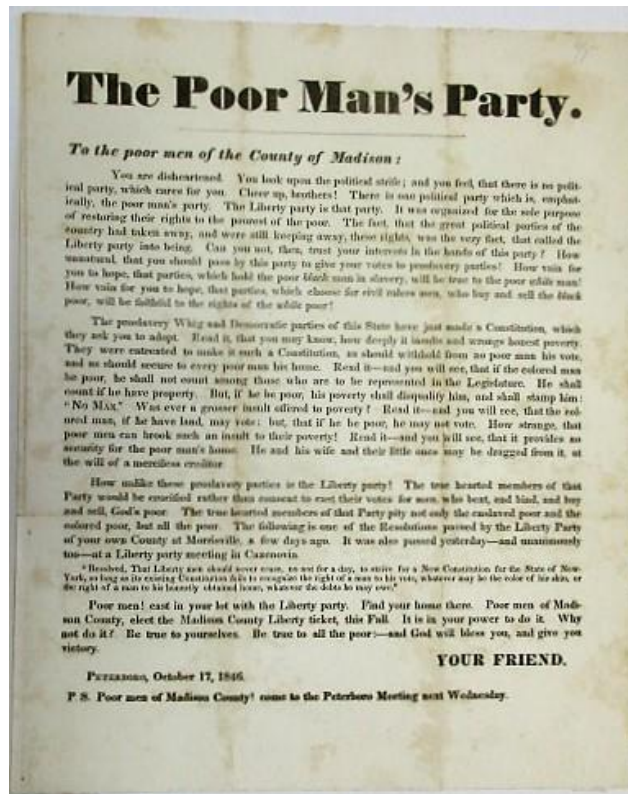 The Poor Man's Party.
To the poor men of the County of Madison:
You are disheartened. You look upon the political strife; and you feel, that there is no polit-
ical party, which cares for you. Cheer up, brothers! There is one political party which is, emphat-
ically, the poor man's party. The Liberty party is that party. It was organized for the sole purpose
of restoring their rights to the poorest of the poor. The fact, that the great political parties of the
country had taken away, and were still keeping away, these rights, was the very fact, that called the
Liberty party into being. Can you not, then, trust your interests in the hands of this party? How
unnatural, that you should pass by this party to give your votes to proslavery parties! How vain for
you to hope, that parties, which hold the poor black man in slavery, will be true to the poor white man!
How vain for you to hope, that parties, which choose for civil rulers men, who buy and sell the black
poor, will be faithful to the rights of the white poor!
The proslavery Whig and Democratic parties of this State have just made a Constitution, which
they ask you to adopt. Read it, that you may know, how deeply it insults and wrongs honest poverty.
They were entreated to make it such a Constitution, as should withhold from no poor man his vote,
and as should secure to every poor man his home. Read it—and you will see, that if the colored man
be poor, he shall not count among those who are to be represented in the Legislature. He shall
count if he have property. But, if he be poor, his poverty shall disqualify him, and shall stamp him:
"No Man." Was ever a grosser insult offered to poverty? Read it—and you will see, that the col-
ored man, if he have land, may vote: but, that if he be poor, he may not vote. How strange, that
poor men can brook such an insult to their poverty! Read it—and you will see, that it provides no
security for the poor man's home. He and his wife and their little ones may be dragged from it, at
the will of a merciless creditor
How unlike these proslavery parties is the Liberty party! The true hearted members of that
Party would be crucified rather than consent to cast their votes for men, who beat, and bind, and buy
and sell, God's poor. The true hearted members of that Party pity not only the enslaved poor and the
colored poor, but all the poor. The following is one of the Resolutions passed by the Liberty Party
of your own County at Morrisville, a few days ago. It was also passed yesterday—and unanimously
too—at a Liberty party meeting in Cazenovia.
"Resolved, That Liberty men should never cease, no not for a day, to strive for a New Constitution for the State of New-
York, so long as its existing Constitution fails to recognize the right of a man to his vote, whatever may be the color of his skin, or
the right of a man to his honestly obtained home, whatever the debts he may owe."
Poor men! cast in your lot with the Liberty party. Find your home there. Poor men of Madi-
son County, elect the Madison County Liberty ticket, this Fall. It is in your power to do it. Why
not do it? Be true to yourselves. Be true to all the poor:—and God will bless you, and give you
victory.
YOUR FRIEND.
Peterboro, October 17, 1846.
P. S. Poor men of Madison County! come to the Peterboro Meeting next Wednesday.